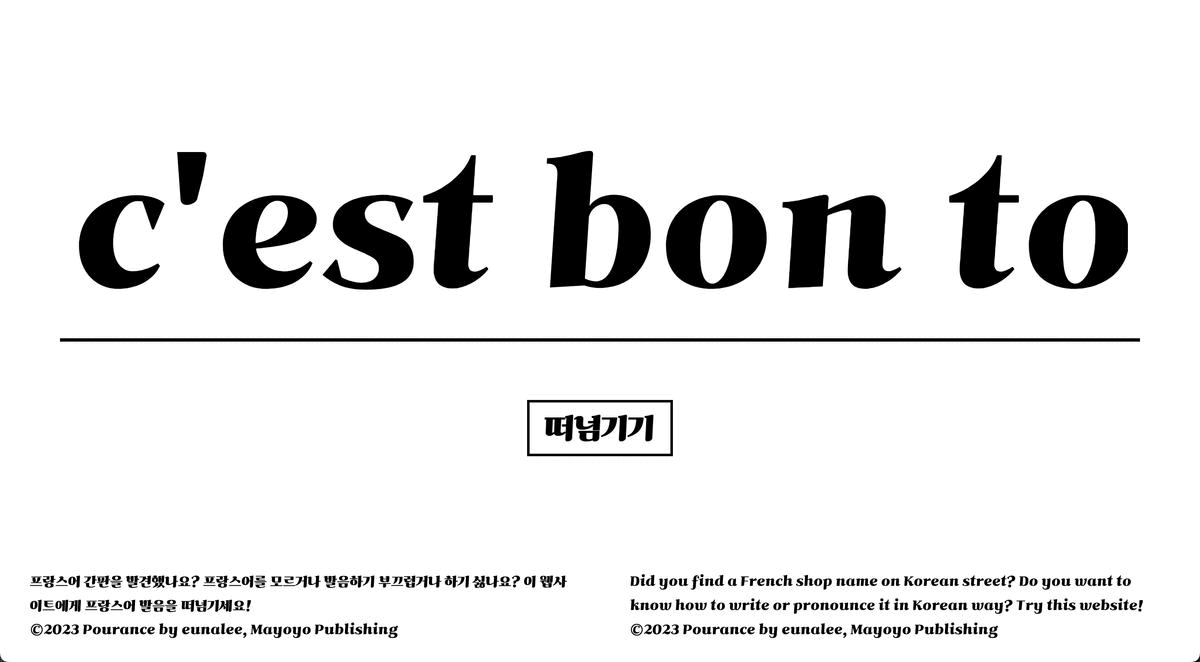 c'est bon to
떠넘기기
프랑스어 간판을 발견했나요? 프랑스어를 모르거나 발음하기 부끄럽거나 하기 싫나요? 이 웹사
이트에게 프랑스어 발음을 떠넘기세요!
©2023 Pourance by eunalee, Mayoyo Publishing
Did you find a French shop name on Korean street? Do you want to
know how to write or pronounce it in Korean way? Try this website!
©2023 Pourance by eunalee, Mayoyo Publishing